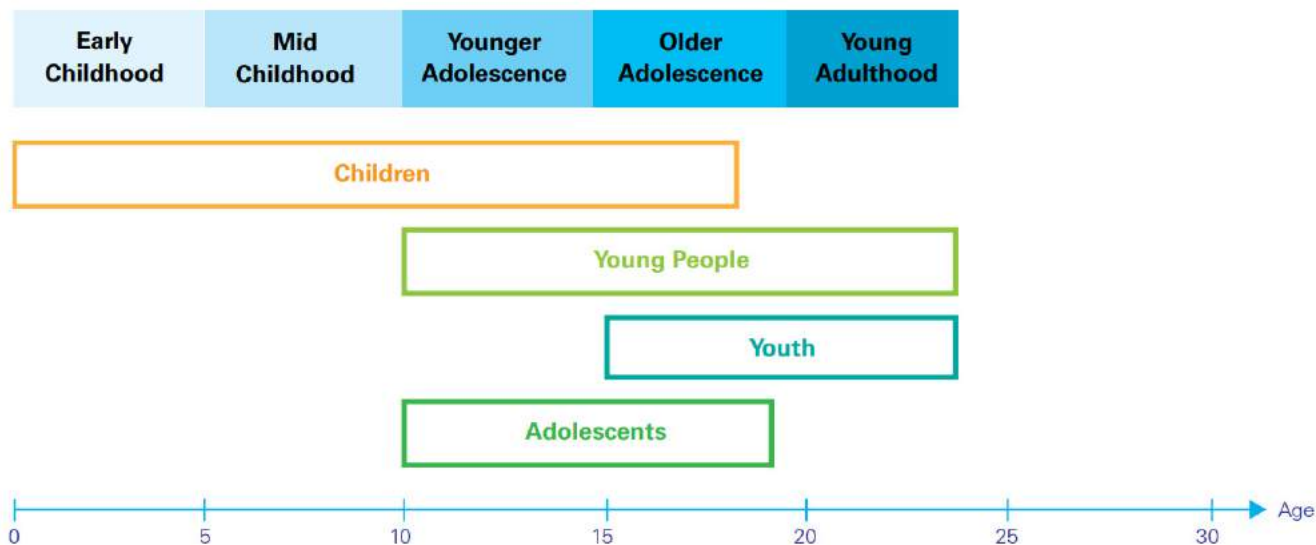 Early
Childhood
Mid
Childhood
Younger
Adolescence
Older
Adolescence
Young
Adulthood
Children
Young People
Youth
Adolescents
0 5 10 15 20 25 30 Age